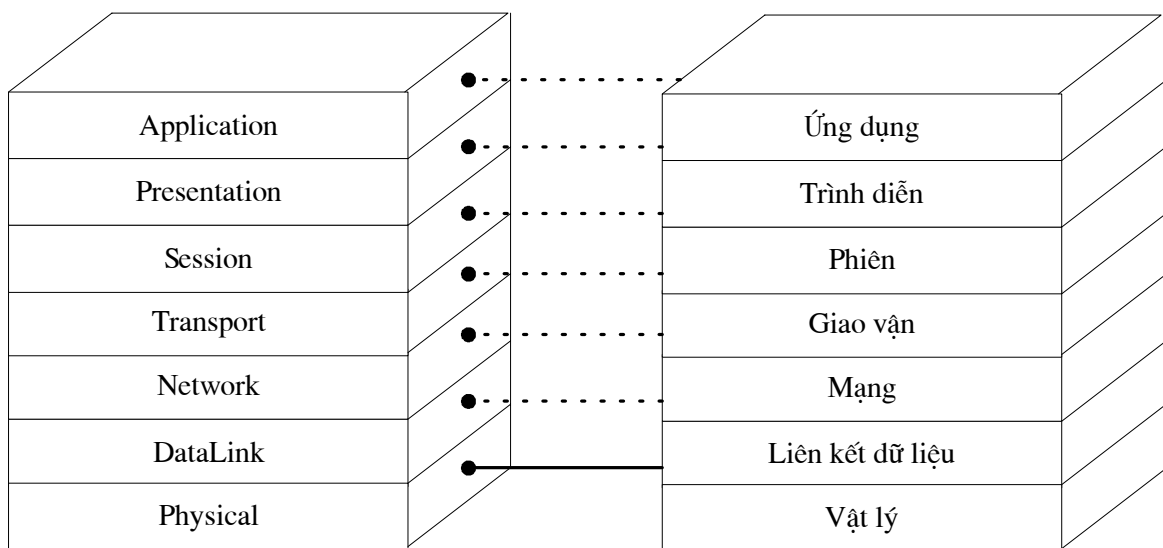 Application
Presentation
Session
Transport
Network
DataLink
Physical
Ứng dụng
Trình diễn
Phiên
Giao vận
Mạng
Liên kết dữ liệu
Vật lý